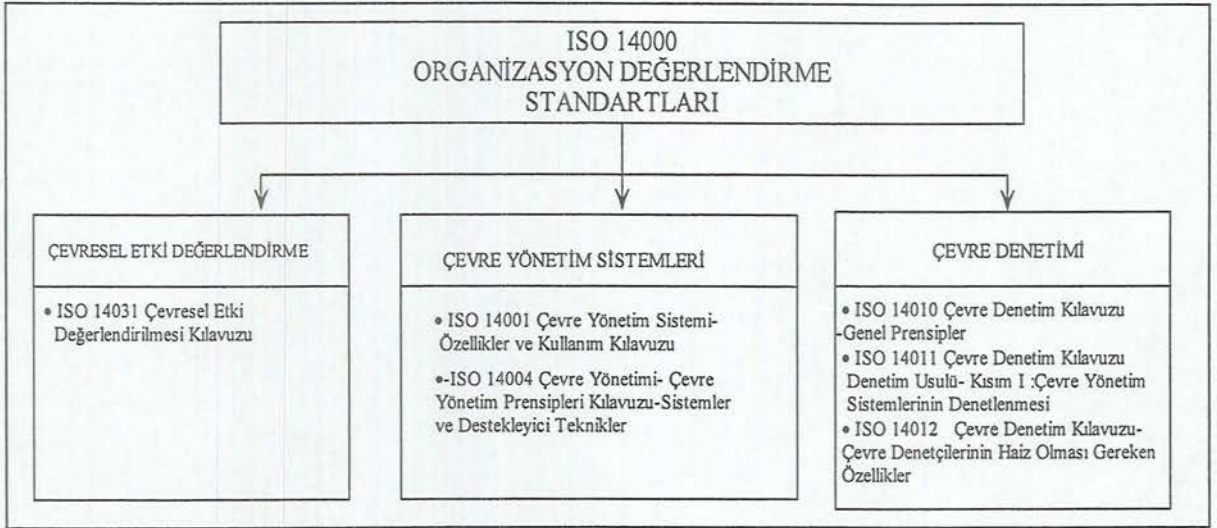 ISO 14000
ORGANİZASYON DEĞERLENDİRME
STANDARTLARI
ÇEVRESEL ETKİ DEĞERLENDİRME
● ISO 14031 Çevresel Etki
Değerlendirilmesi Kılavuzu
ÇEVRE YÖNETİM SİSTEMLERİ
● ISO 14001 Çevre Yönetim Sistemi-
Özellikler ve Kullanım Kılavuzu
●-ISO 14004 Çevre Yönetimi- Çevre
Yönetim Prensipleri Kılavuzu-Sistemler
ve Destekleyici Teknikler
ÇEVRE DENETİMİ
● ISO 14010 Çevre Denetim Kılavuzu
-Genel Prensipler
● ISO 14011 Çevre Denetim Kılavuzu
Denetim Usulü- Kısım I :Çevre Yönetim
Sistemlerinin Denetlenmesi
● ISO 14012 Çevre Denetim Kılavuzu-
Çevre Denetçilerinin Haiz Olması Gereken
Özellikler